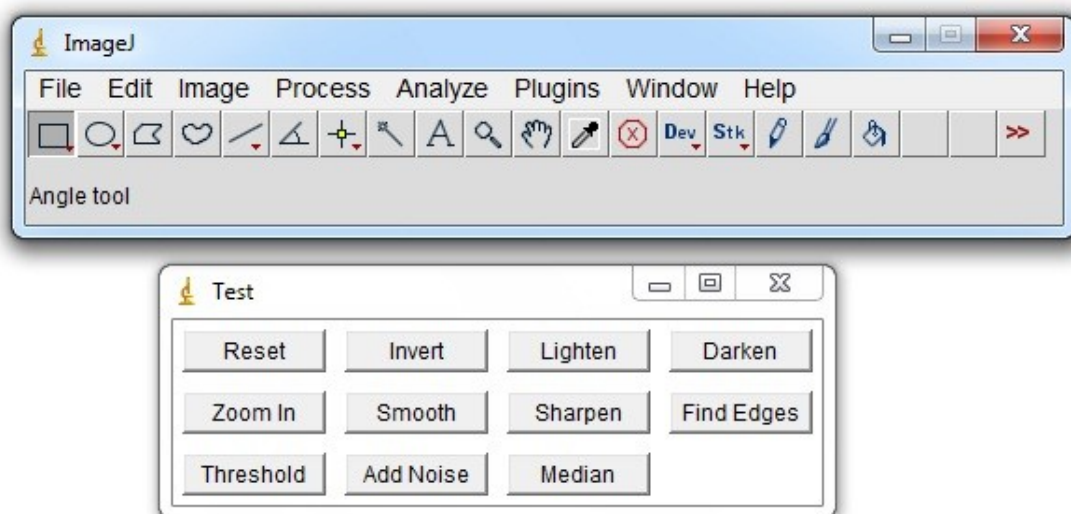 ImageJ
File Edit Image Process Analyze Plugins Window Help
A Dev Stk >>
Angle tool
Test
Reset Invert Lighten Darken
Zoom In Smooth Sharpen Find Edges
Threshold Add Noise Median